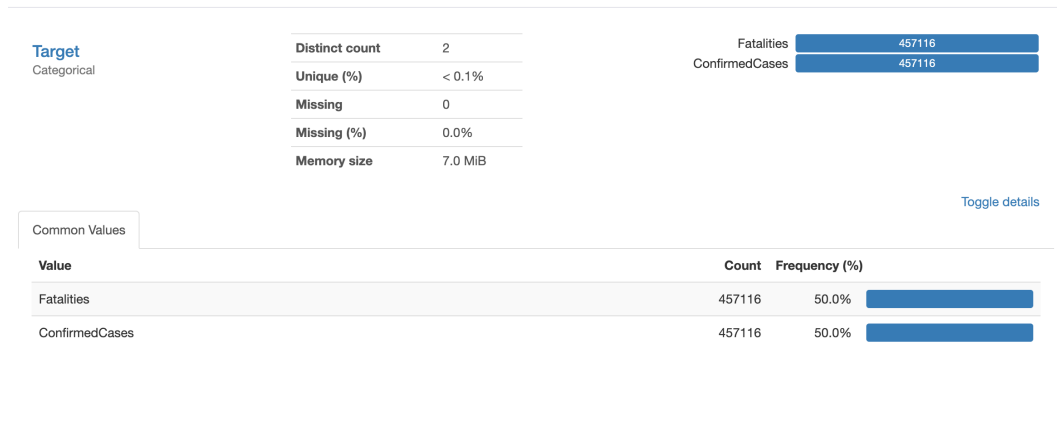 Target
Categorical
Distinct count 2
Unique (%) < 0.1%
Missing 0
Missing (%) 0.0%
Memory size 7.0 MiB
Fatalities 457116
ConfirmedCases 457116
Toggle details
Common Values
Value Count Frequency (%)
Fatalities 457116 50.0%
ConfirmedCases 457116 50.0%